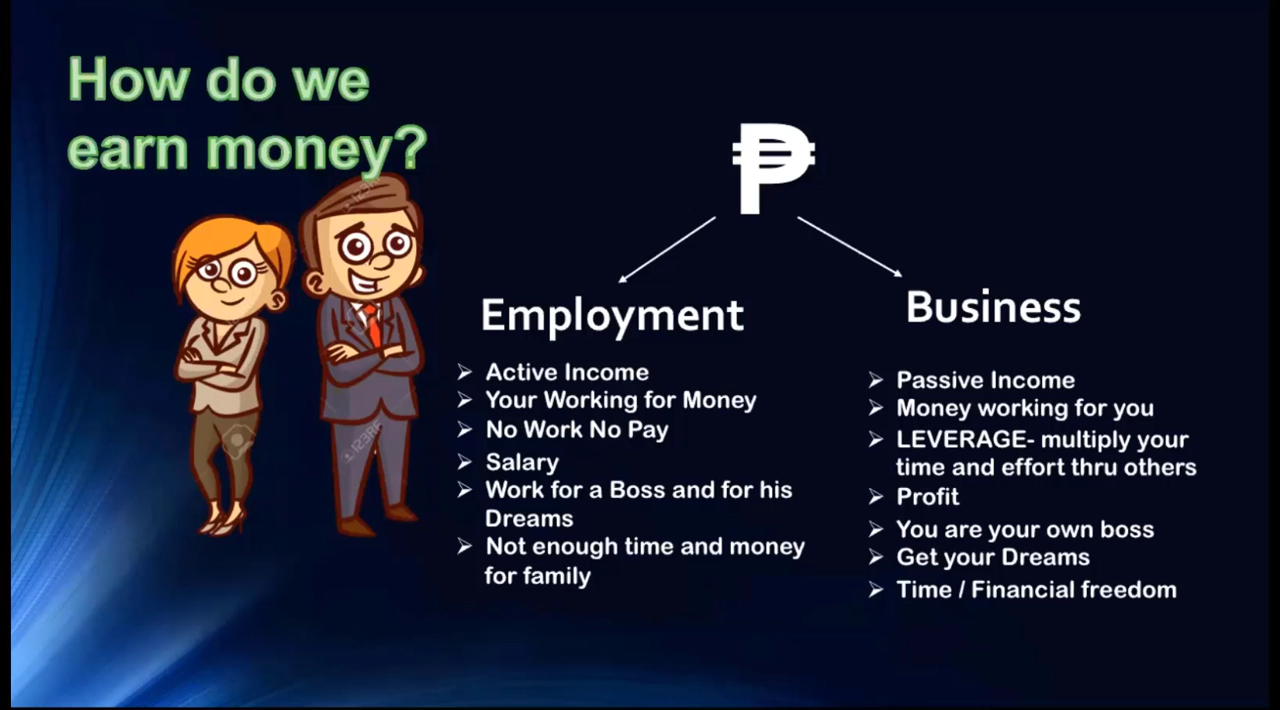 How do we
earn money?
₱
Employment
➢ Active Income
➢ Your Working for Money
➢ No Work No Pay
➢ Salary
➢ Work for a Boss and for his
Dreams
➢ Not enough time and money
for family
Business
➢ Passive Income
➢ Money working for you
➢ LEVERAGE- multiply your
time and effort thru others
➢ Profit
➢ You are your own boss
➢ Get your Dreams
➢ Time / Financial freedom